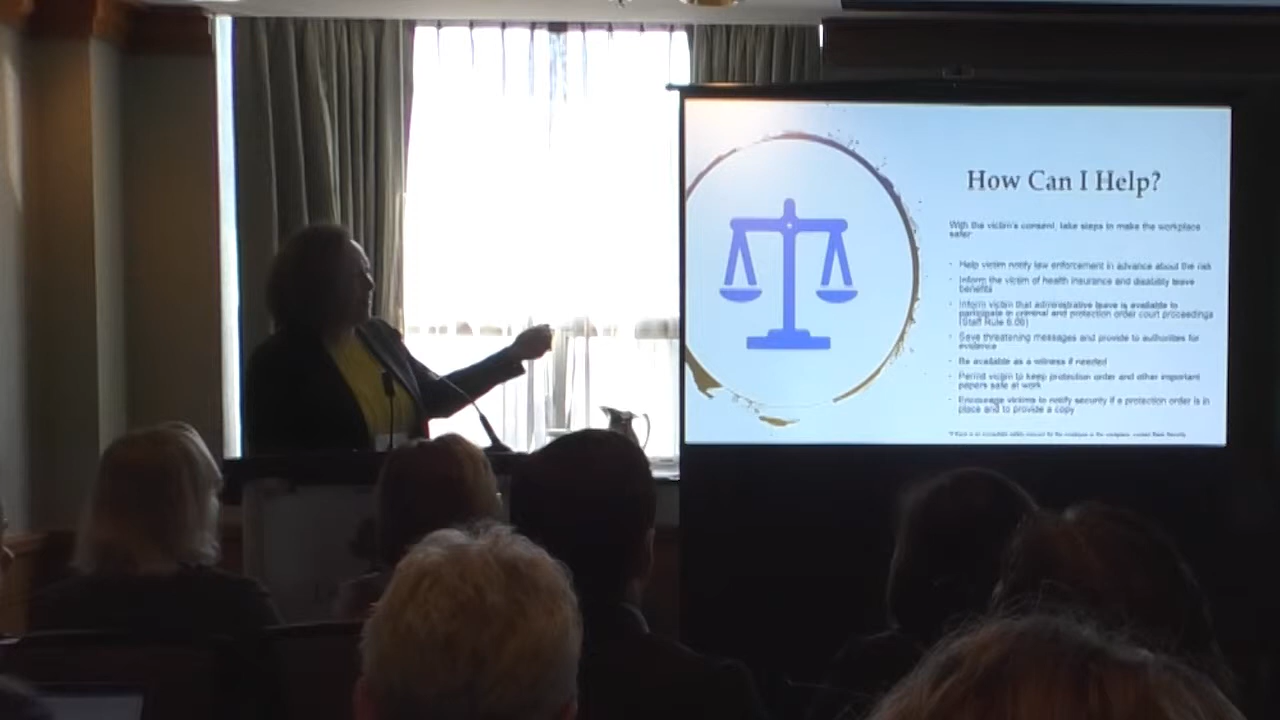 How Can I Help?
With the victim's consent, take steps to make the workplace
safer
· Help victim notify law enforcement in advance about the risk
· Inform the victim of health insurance and disability leave
benefits
· Inform victim that administrative leave is available to
participate in criminal and protection order court proceedings
(Staff Rule 6.06)
· Save threatening messages and provide to authorities for
evidence
· Be available as a witness if needed
· Permit victim to keep protection order and other important
papers safe at work
· Encourage victims to notify security if a protection order is in
place and to provide a copy